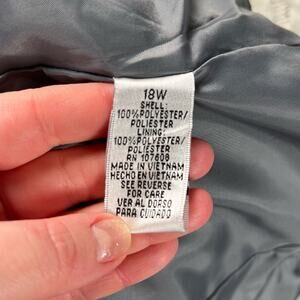 18W
SHELL:
100%POLYESTER/
POLIESTER
LINING:
100%POLYESTER/
POLIESTER
RN 107608
MADE IN VIETNAM
HECHO EN VIETNAM
SEE REVERSE
FOR CARE
VER AL DORSO
PARA CUIDADO